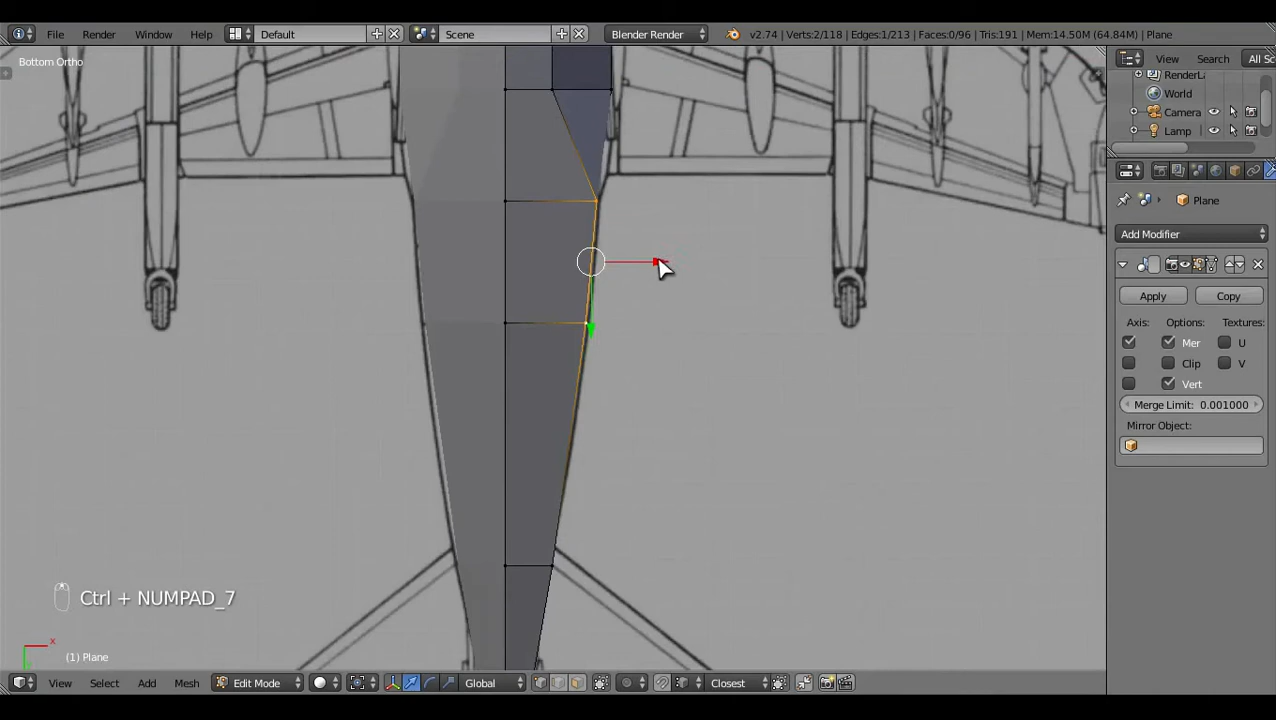 File Render Window Help Default Scene Blender Render v2.74 | Verts:2/118 | Edges:1/213 | Faces:0/96 | Tris:191 | Mem:14.50M (64.84M) | Plane
Bottom Ortho
View Search All Sc
RenderLa
World
Camera
Lamp
Plane
Add Modifier
Apply Copy
Axis: Options: Textures:
Mer U
Clip V
Vert
Merge Limit: 0.001000
Mirror Object:
Ctrl + NUMPAD_7
x
(1) Plane
View Select Add Mesh Edit Mode Global Closest